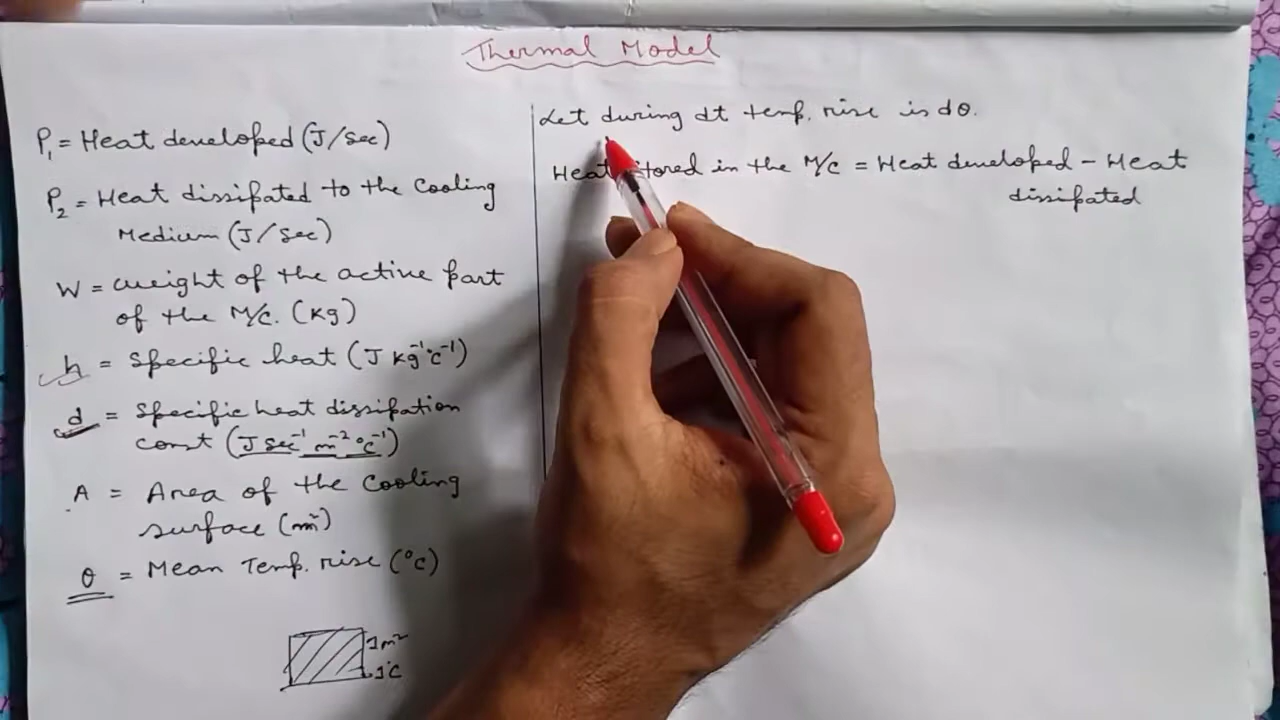 Thermal Model
P₁ = Heat developed (J/sec)
P₂ = Heat dissipated to the cooling
Medium (J/sec)
W = weight of the active part
of the M/c. (Kg)
h = Specific heat (J Kg⁻¹ °C⁻¹)
d = Specific heat dissipation
const (J sec⁻¹ m⁻² °C⁻¹)
A = Area of the cooling
surface (m²)
θ = Mean Temp. rise (°C)
1m²
1°C
Let during dt temp. rise is dθ.
Heat stored in the M/c = Heat developed - Heat
dissipated